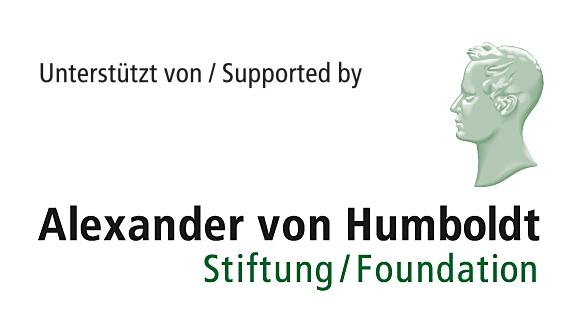 Unterstützt von / Supported by
Alexander von Humboldt
Stiftung / Foundation